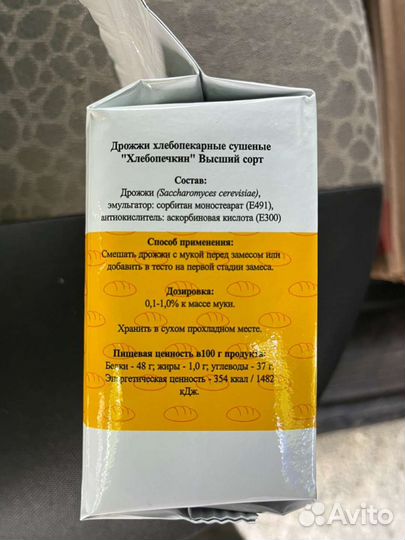 Дрожжи хлебопекарные сушеные
"Хлебопечкин" Высший сорт
Состав:
Дрожжи (Saccharomyces cerevisiae),
эмульгатор: сорбитан моностеарат (Е491),
антиокислитель: аскорбиновая кислота (Е300)
Способ применения:
Смешать дрожжи с мукой перед замесом или
добавить в тесто на первой стадии замеса.
Дозировка:
0,1-1,0% к массе муки.
Хранить в сухом прохладном месте.
Пищевая ценность в100 г продукта:
Белки - 48 г; жиры - 1,0 г; углеводы - 37 г.
Энергетическая ценность - 354 ккал / 1482
кДж.
Avito